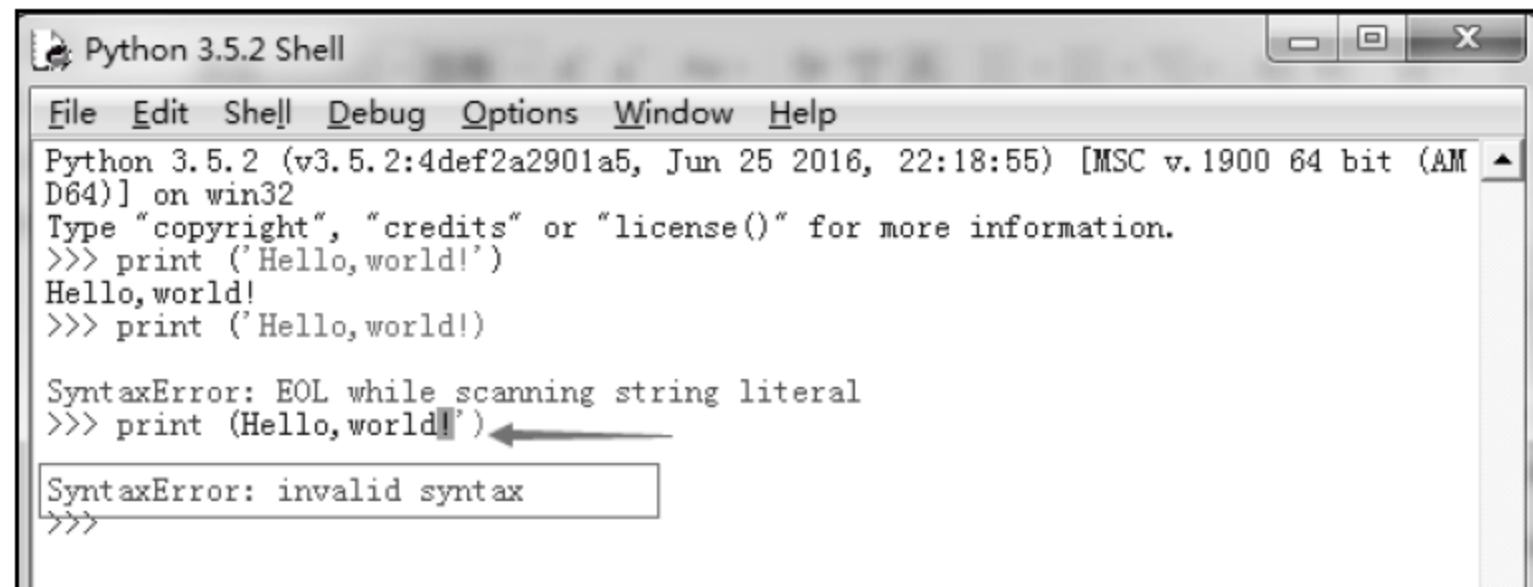 Python 3.5.2 Shell
File Edit Shell Debug Options Window Help
Python 3.5.2 (v3.5.2:4def2a2901a5, Jun 25 2016, 22:18:55) [MSC v.1900 64 bit (AM
D64)] on win32
Type "copyright", "credits" or "license()" for more information.
>>> print ('Hello,world!')
Hello,world!
>>> print ('Hello,world!)
SyntaxError: EOL while scanning string literal
>>> print (Hello,world!')
SyntaxError: invalid syntax
>>>